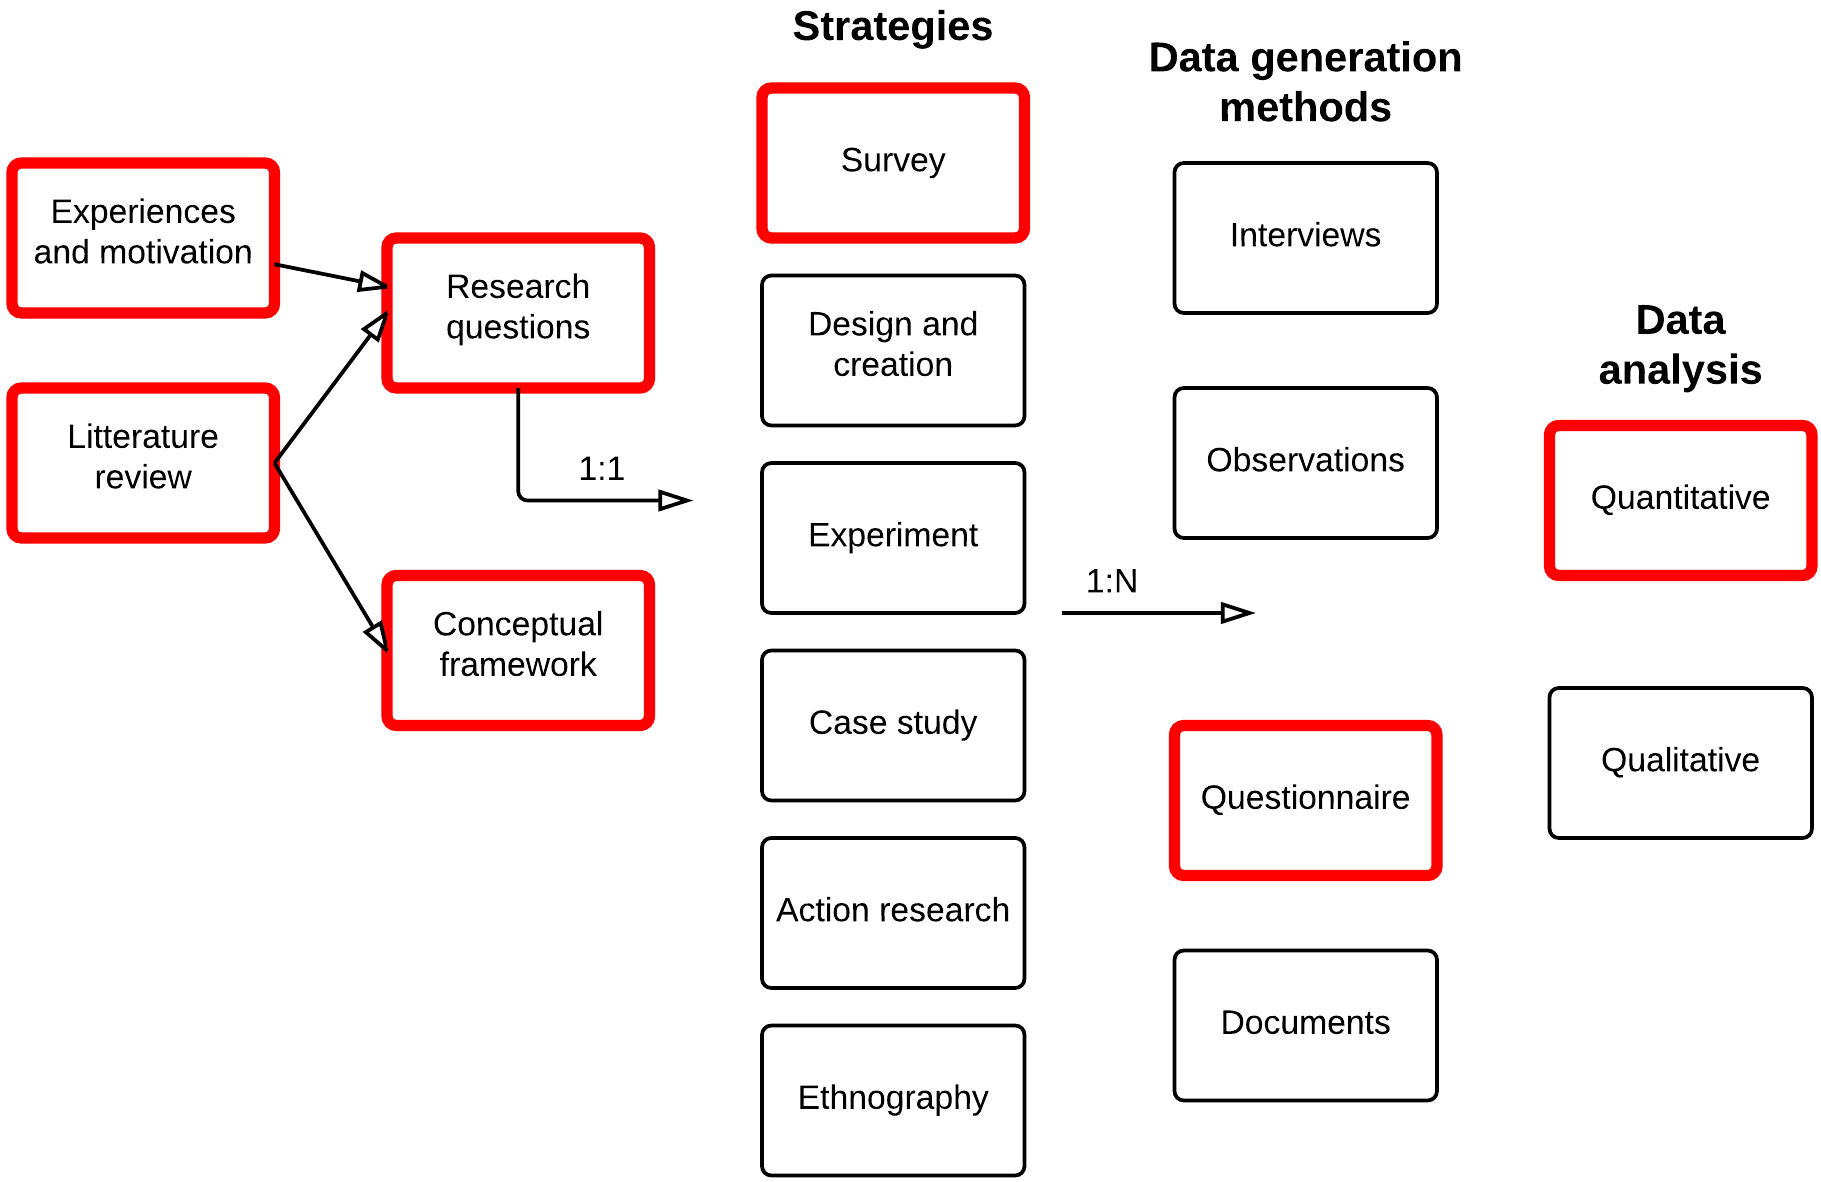 Experiences
and motivation
Litterature
review
Research
questions
Conceptual
framework
1:1
Strategies
Survey
Design and
creation
Experiment
Case study
Action research
Ethnography
1:N
Data generation
methods
Interviews
Observations
Questionnaire
Documents
Data
analysis
Quantitative
Qualitative